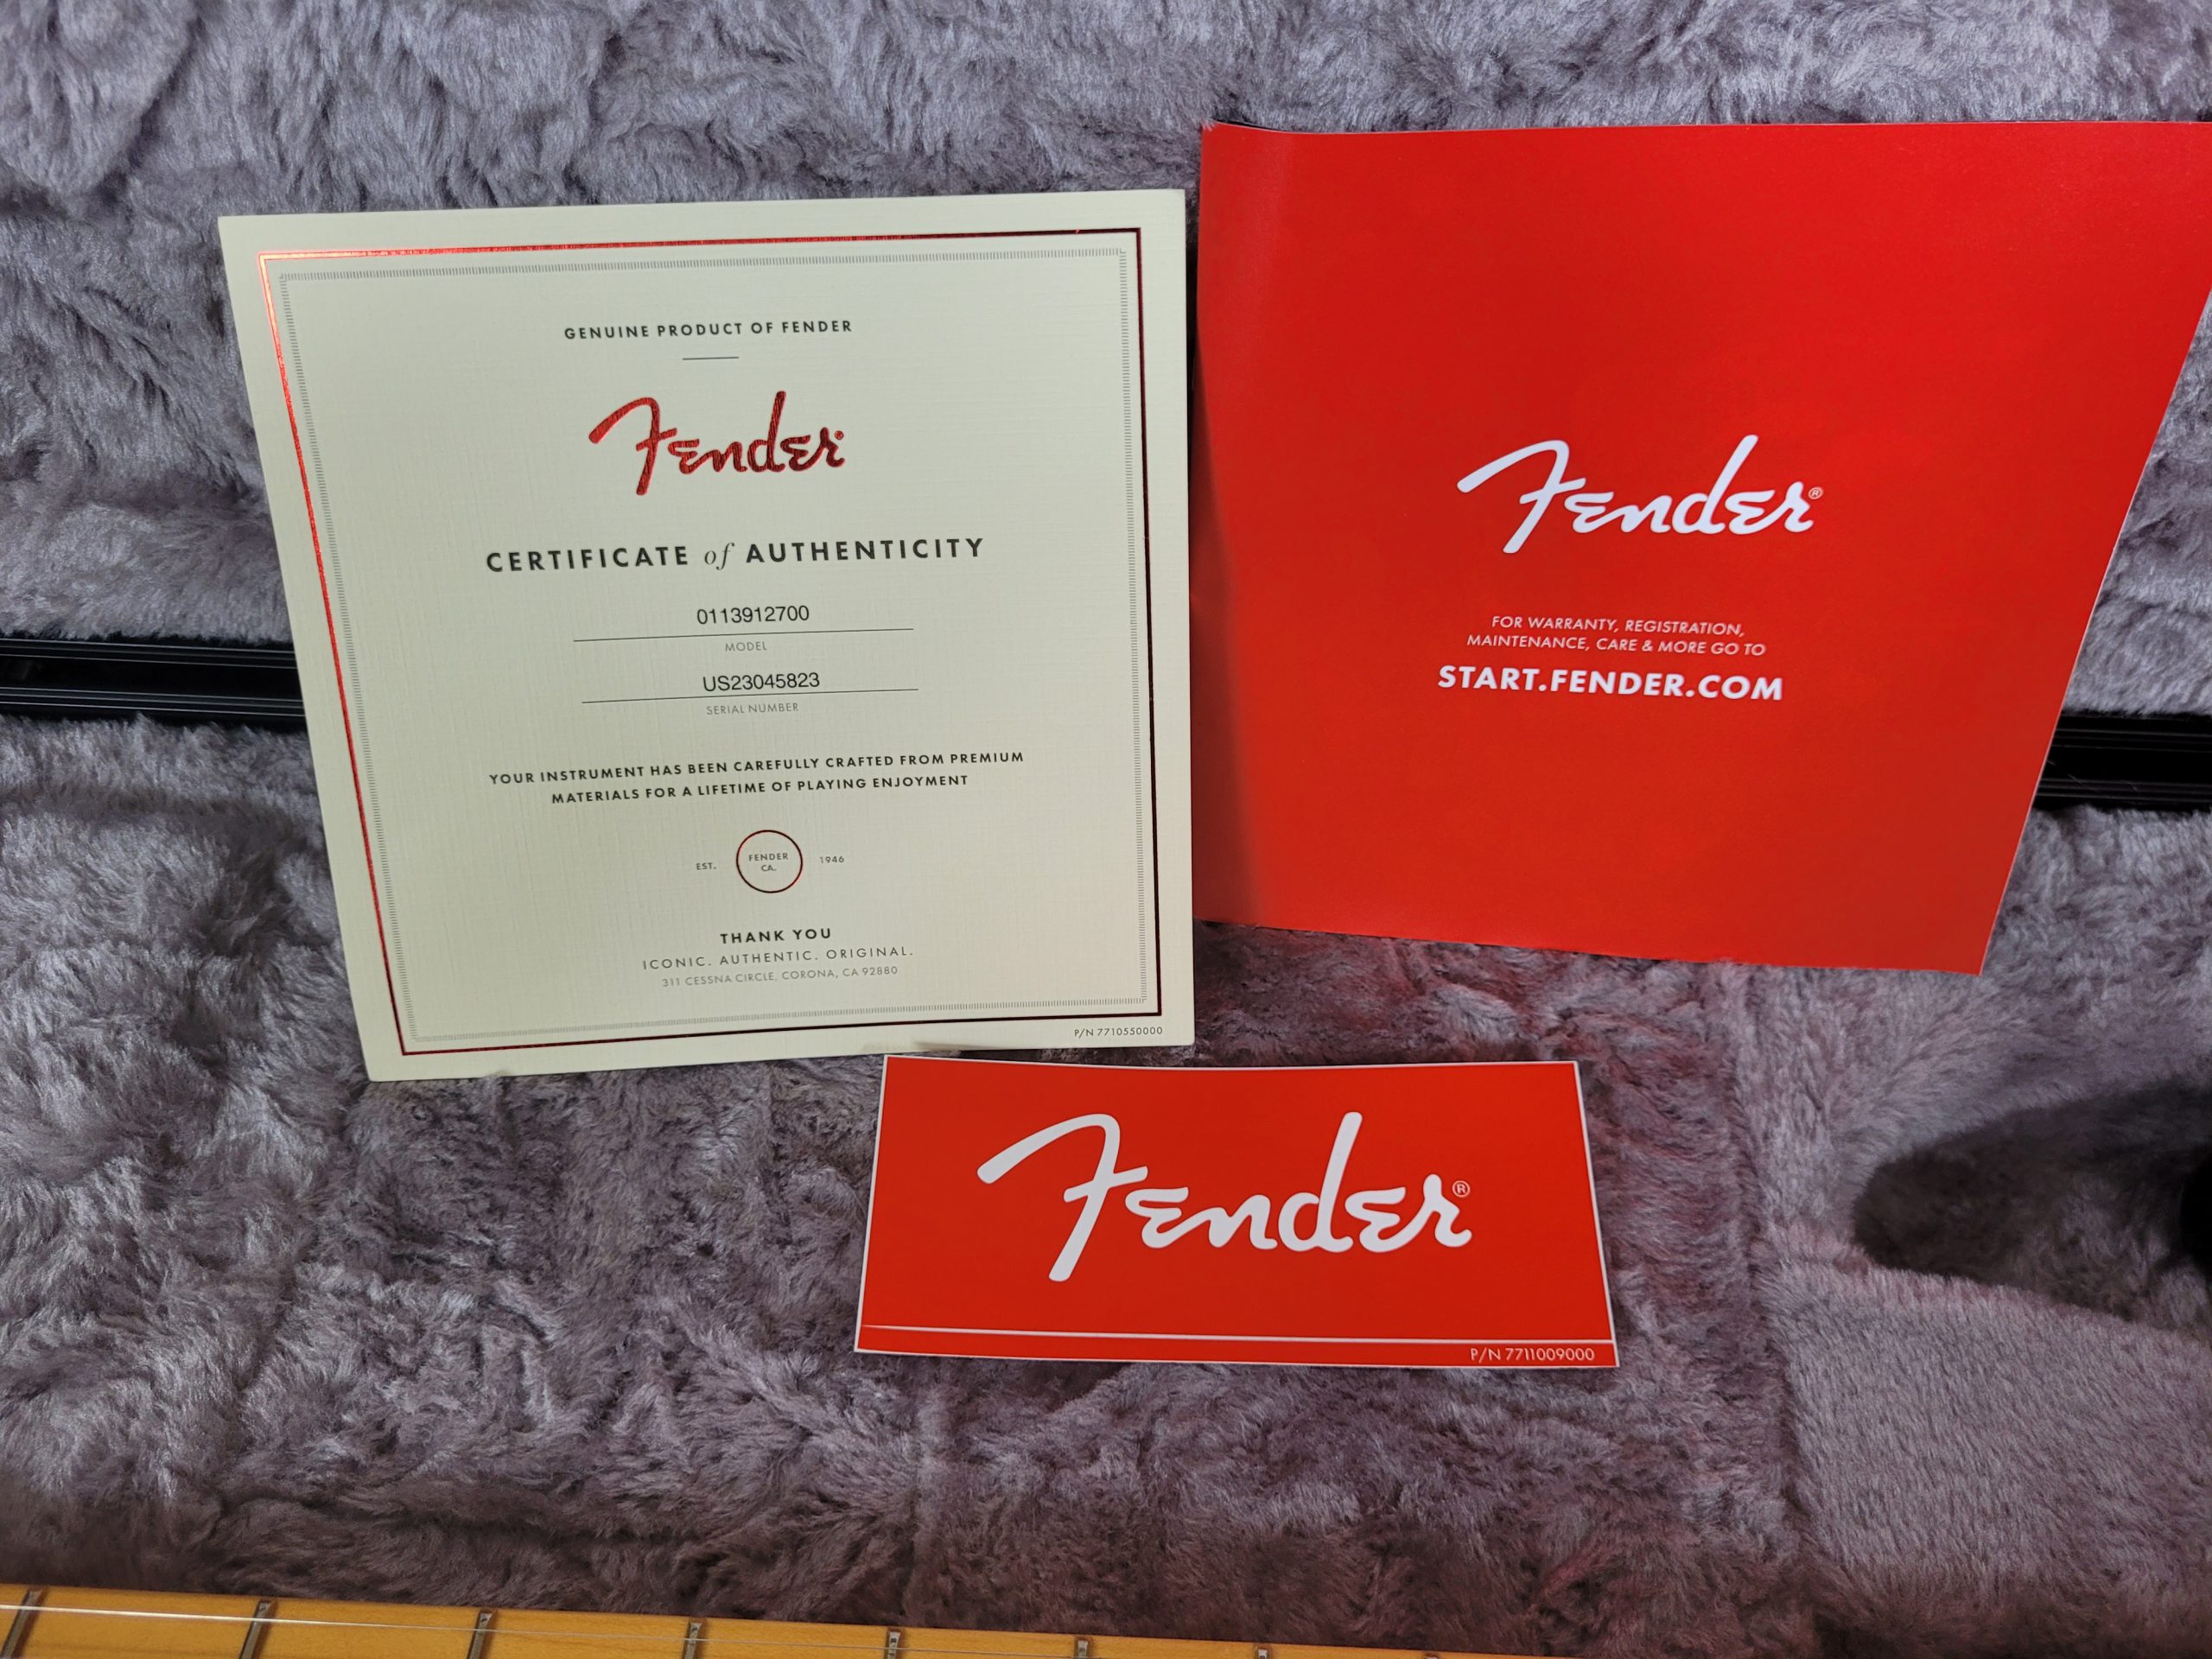 GENUINE PRODUCT OF FENDER
Fender®
CERTIFICATE of AUTHENTICITY
0113912700
MODEL
US23045823
SERIAL NUMBER
YOUR INSTRUMENT HAS BEEN CAREFULLY CRAFTED FROM PREMIUM
MATERIALS FOR A LIFETIME OF PLAYING ENJOYMENT
EST. FENDER CA. 1946
THANK YOU
ICONIC. AUTHENTIC. ORIGINAL.
311 CESSNA CIRCLE, CORONA, CA 92880
P/N 7710550000
Fender®
FOR WARRANTY, REGISTRATION,
MAINTENANCE, CARE & MORE GO TO
START.FENDER.COM
Fender®
P/N 7711009000